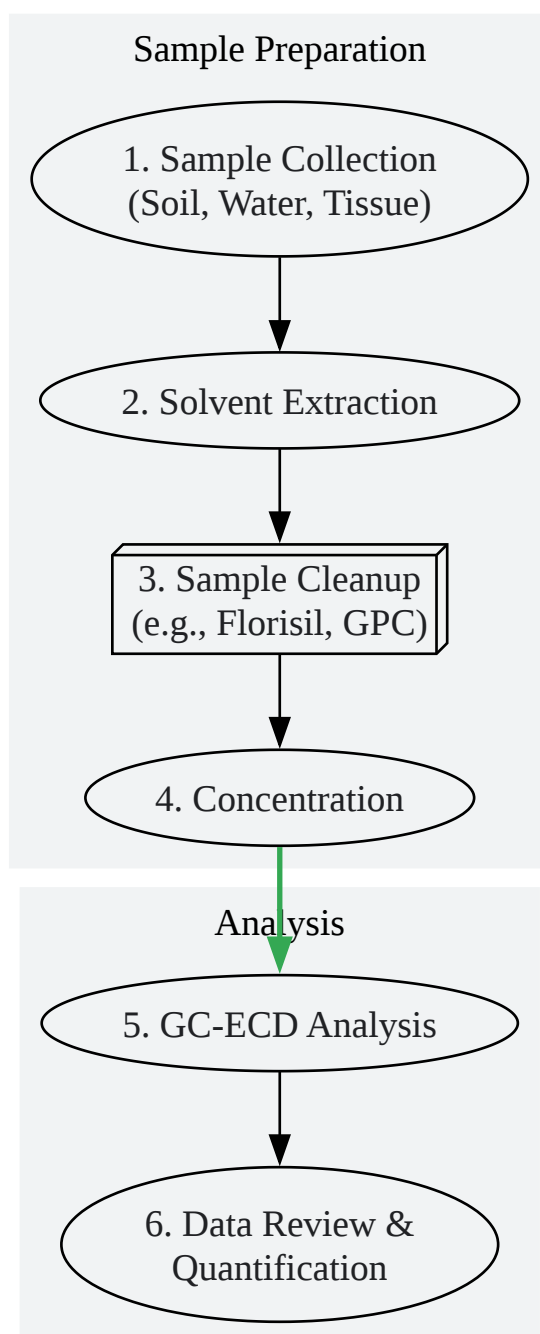 Sample Preparation
1. Sample Collection
(Soil, Water, Tissue)
2. Solvent Extraction
3. Sample Cleanup
(e.g., Florisil, GPC)
4. Concentration
Analysis
5. GC-ECD Analysis
6. Data Review &
Quantification